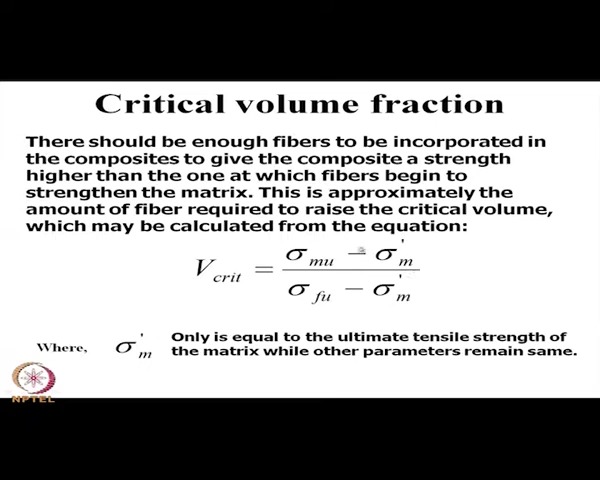 Critical volume fraction
There should be enough fibers to be incorporated in
the composites to give the composite a strength
higher than the one at which fibers begin to
strengthen the matrix. This is approximately the
amount of fiber required to raise the critical volume,
which may be calculated from the equation:
V_crit = (σ_mu − σ'_m) / (σ_fu − σ'_m)
Where, σ'_m Only is equal to the ultimate tensile strength of
the matrix while other parameters remain same.
NPTEL